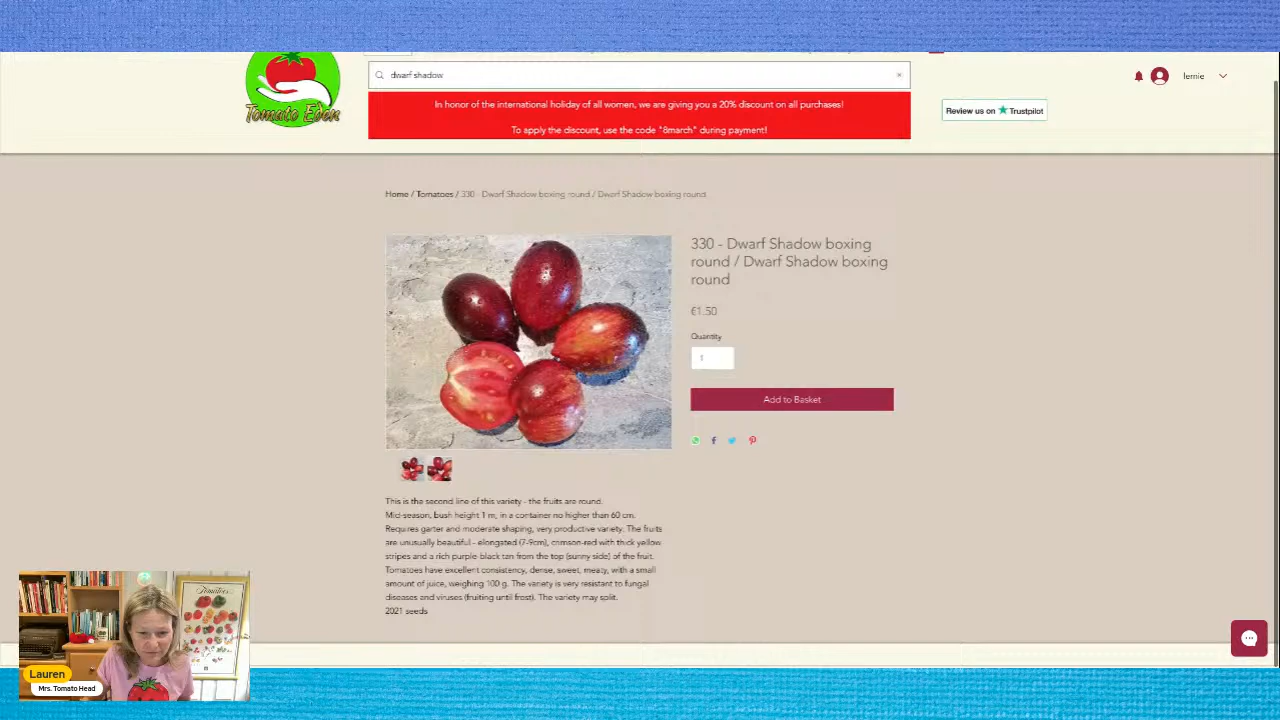 Tomato Eden
dwarf shadow
In honor of the international holiday of all women, we are giving you a 20% discount on all purchases!
To apply the discount, use the code "8march" during payment!
lernie
Review us on Trustpilot
Home / Tomatoes / 330 - Dwarf Shadow boxing round / Dwarf Shadow boxing round
330 - Dwarf Shadow boxing
round / Dwarf Shadow boxing
round
€1.50
Quantity
1
Add to Basket
This is the second line of this variety - the fruits are round.
Mid-season, bush height 1 m, in a container no higher than 60 cm.
Requires garter and moderate shaping, very productive variety. The fruits
are unusually beautiful - elongated (7-9cm), crimson-red with thick yellow
stripes and a rich purple-black tan from the top (sunny side) of the fruit.
Tomatoes have excellent consistency, dense, sweet, meaty, with a small
amount of juice, weighing 100 g. The variety is very resistant to fungal
diseases and viruses (fruiting until frost). The variety may split.
2021 seeds
Tomatoes
Lauren
Mrs. Tomato Head